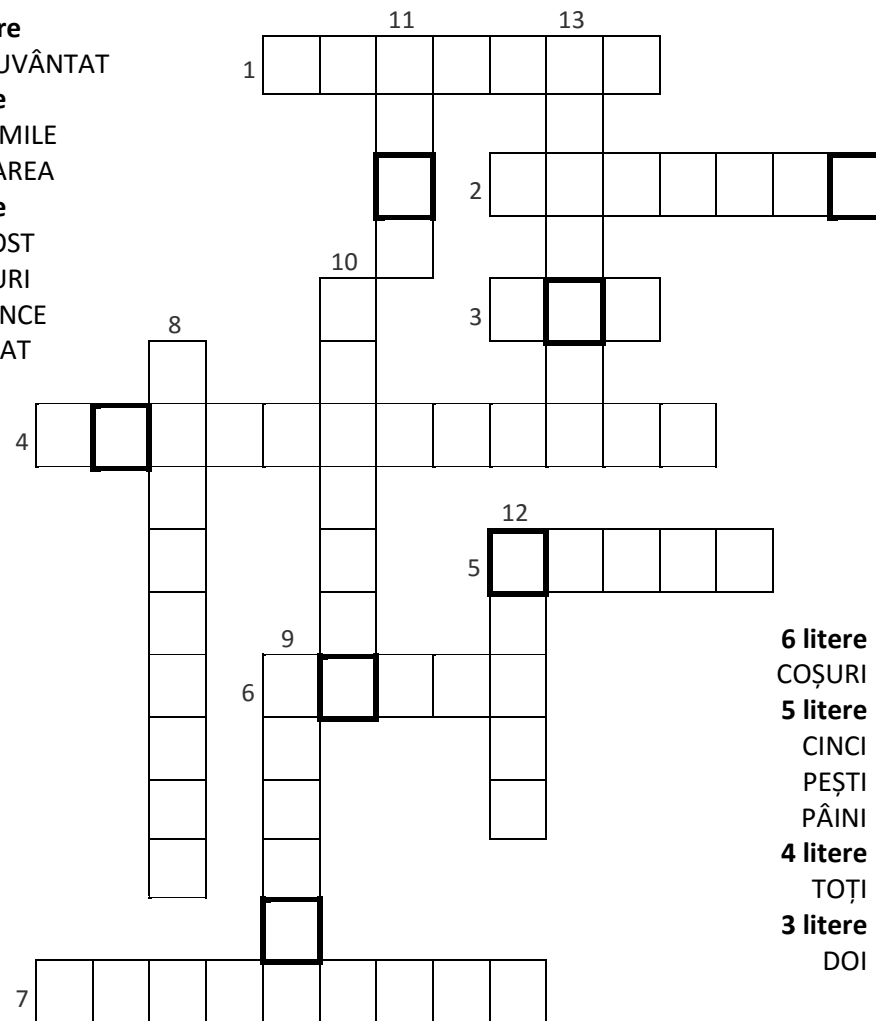 re
UVÂNTAT
e
MILE
AREA
e
OST
URI
NCE
AT
11
13
1
2
10
3
8
4
12
5
9
6
7
6 litere
COȘURI
5 litere
CINCI
PEȘTI
PÂINI
4 litere
TOȚI
3 litere
DOI